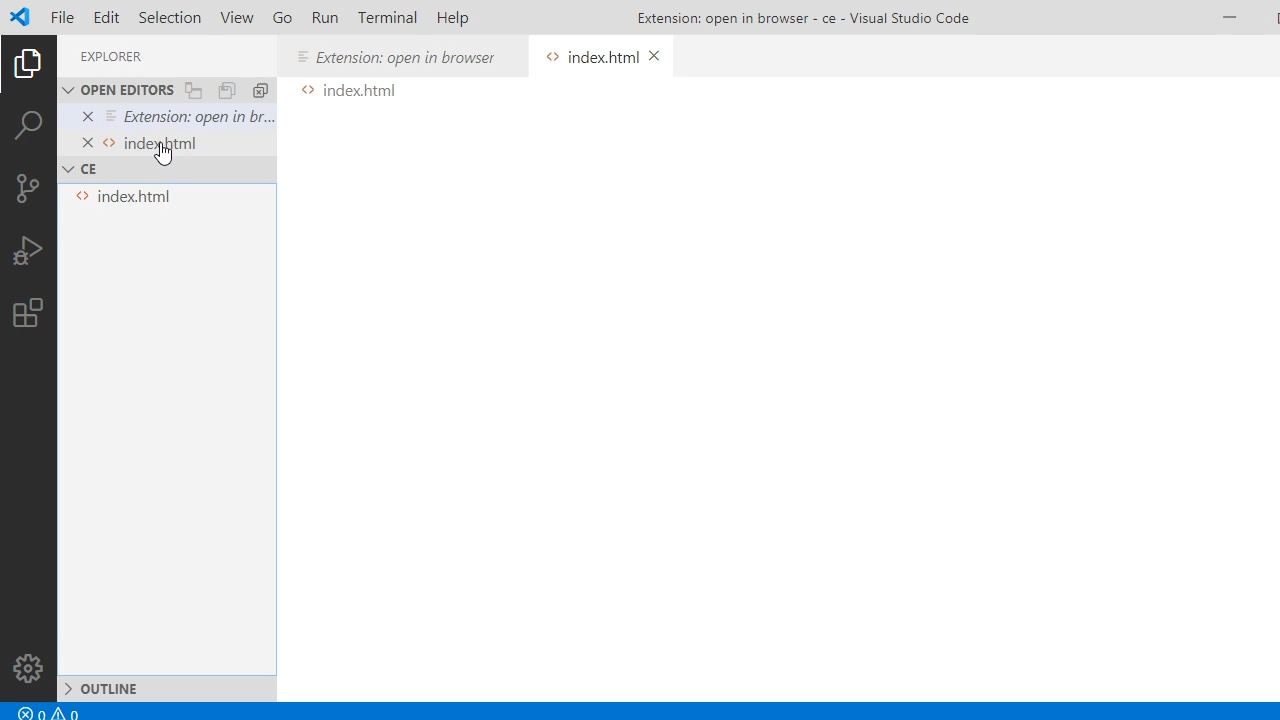 File Edit Selection View Go Run Terminal Help Extension: open in browser - ce - Visual Studio Code
EXPLORER
Extension: open in browser index.html
OPEN EDITORS
index.html
Extension: open in br...
index.html
CE
index.html
OUTLINE
0 0